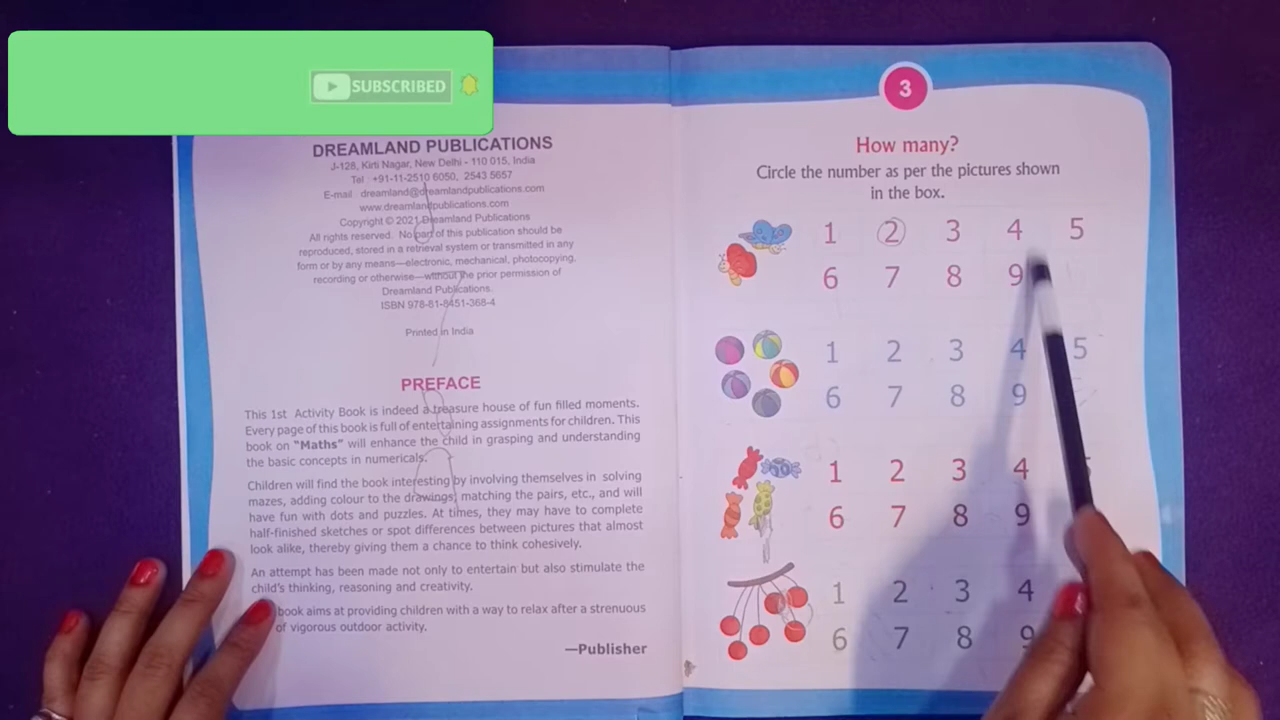 SUBSCRIBED
DREAMLAND PUBLICATIONS
J-128, Kirti Nagar, New Delhi - 110 015, India
Tel : +91-11-2510 6050, 2543 5657
E-mail : dreamland@dreamlandpublications.com
www.dreamlandpublications.com
Copyright © 2021 Dreamland Publications
All rights reserved. No part of this publication should be
reproduced, stored in a retrieval system or transmitted in any
form or by any means—electronic, mechanical, photocopying,
recording or otherwise—without the prior permission of
Dreamland Publications.
ISBN 978-81-8451-368-4
Printed in India
PREFACE
This 1st Activity Book is indeed a treasure house of fun filled moments.
Every page of this book is full of entertaining assignments for children. This
book on "Maths" will enhance the child in grasping and understanding
the basic concepts in numericals.
Children will find the book interesting by involving themselves in solving
mazes, adding colour to the drawings, matching the pairs, etc., and will
have fun with dots and puzzles. At times, they may have to complete
half-finished sketches or spot differences between pictures that almost
look alike, thereby giving them a chance to think cohesively.
An attempt has been made not only to entertain but also stimulate the
child's thinking, reasoning and creativity.
book aims at providing children with a way to relax after a strenuous
of vigorous outdoor activity.
—Publisher
3
How many?
Circle the number as per the pictures shown
in the box.
1 2 3 4 5
6 7 8 9
1 2 3 4 5
6 7 8 9
1 2 3 4
6 7 8 9
1 2 3 4
6 7 8 9